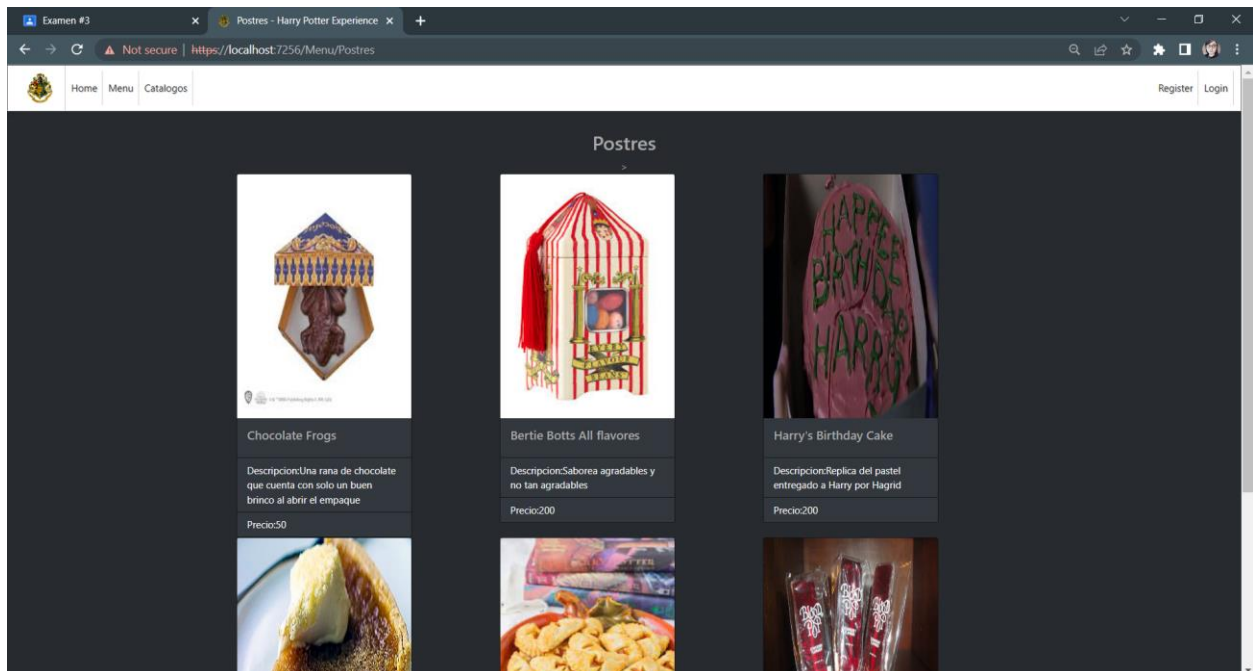 Examen #3
Postres - Harry Potter Experience
Not secure | https://localhost:7256/Menu/Postres
Home Menu Catalogos
Register Login
Postres
>
EVERY
FLAVOUR
BEANS
HAPPEE
BIRTHDAE
HARRY
Chocolate Frogs
Bertie Botts All flavores
Harry's Birthday Cake
Descripcion:Una rana de chocolate
que cuenta con solo un buen
brinco al abrir el empaque
Precio:50
Descripcion:Saborea agradables y
no tan agradables
Precio:200
Descripcion:Replica del pastel
entregado a Harry por Hagrid
Precio:200